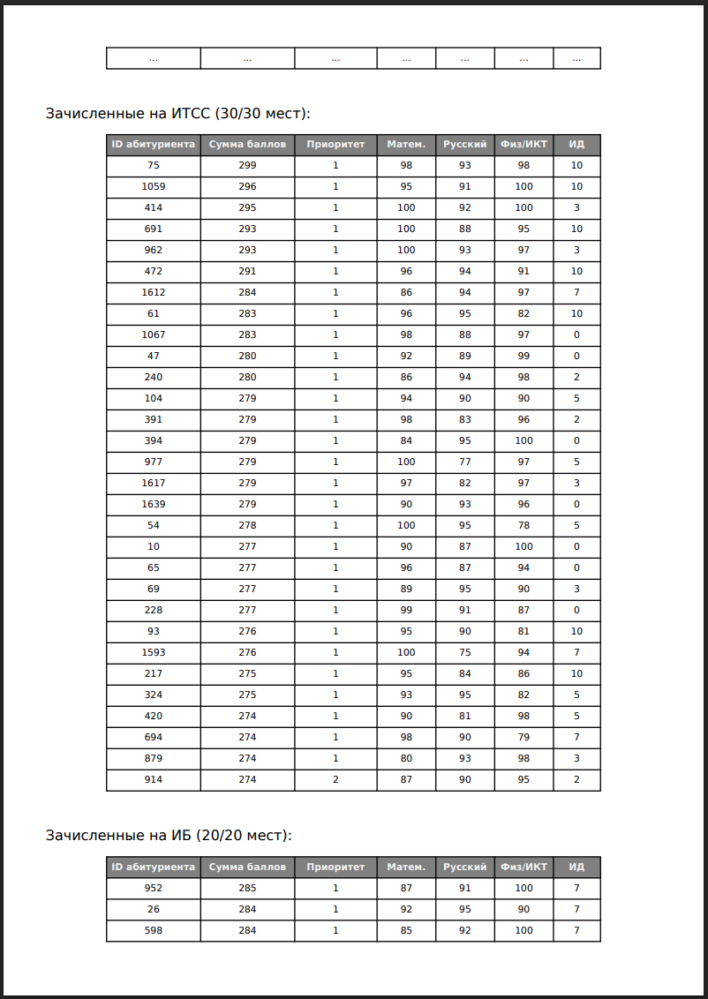 ... ... ... ... ... ... ...
Зачисленные на ИТСС (30/30 мест):
ID абитуриента Сумма баллов Приоритет Матем. Русский Физ/ИКТ ИД
75 299 1 98 93 98 10
1059 296 1 95 91 100 10
414 295 1 100 92 100 3
691 293 1 100 88 95 10
962 293 1 100 93 97 3
472 291 1 96 94 91 10
1612 284 1 86 94 97 7
61 283 1 96 95 82 10
1067 283 1 98 88 97 0
47 280 1 92 89 99 0
240 280 1 86 94 98 2
104 279 1 94 90 90 5
391 279 1 98 83 96 2
394 279 1 84 95 100 0
977 279 1 100 77 97 5
1617 279 1 97 82 97 3
1639 279 1 90 93 96 0
54 278 1 100 95 78 5
10 277 1 90 87 100 0
65 277 1 96 87 94 0
69 277 1 89 95 90 3
228 277 1 99 91 87 0
93 276 1 95 90 81 10
1593 276 1 100 75 94 7
217 275 1 95 84 86 10
324 275 1 93 95 82 5
420 274 1 90 81 98 5
694 274 1 98 90 79 7
879 274 1 80 93 98 3
914 274 2 87 90 95 2
Зачисленные на ИБ (20/20 мест):
ID абитуриента Сумма баллов Приоритет Матем. Русский Физ/ИКТ ИД
952 285 1 87 91 100 7
26 284 1 92 95 90 7
598 284 1 85 92 100 7